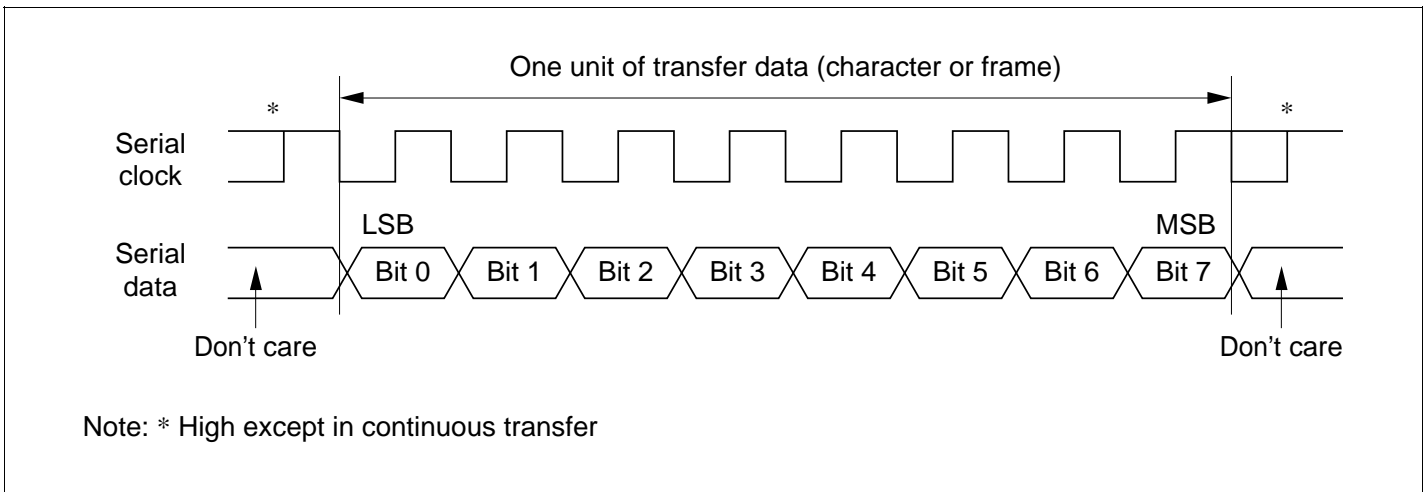 One unit of transfer data (character or frame)
* *
Serial
clock
LSB MSB
Serial
data
Bit 0 Bit 1 Bit 2 Bit 3 Bit 4 Bit 5 Bit 6 Bit 7
Don’t care Don’t care
Note: * High except in continuous transfer